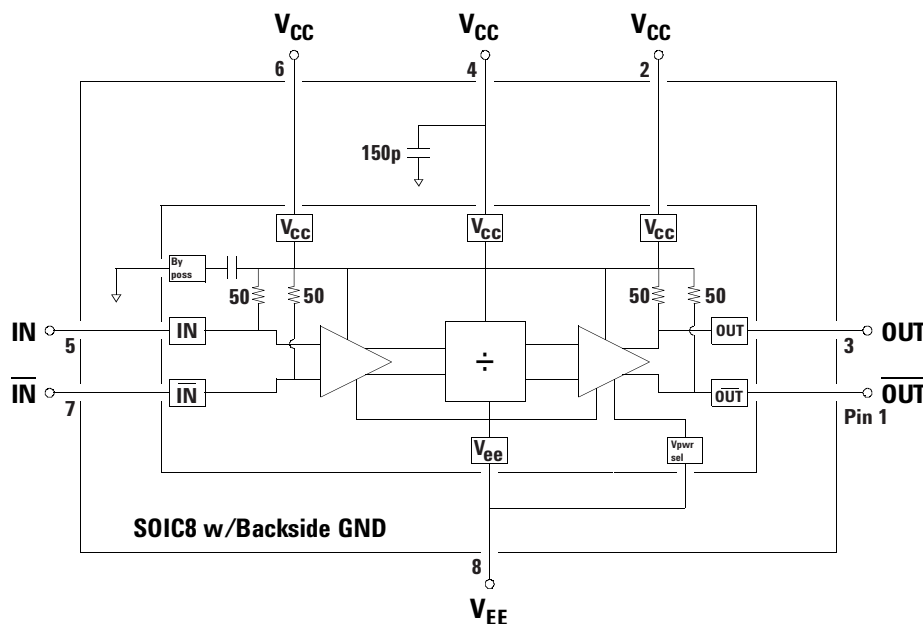 VCC VCC VCC
6 4 2
150p
Vcc Vcc Vcc
By
poss
50 50 50 50
IN 5 IN OUT 3 OUT
÷
IN 7 IN OUT Pin 1 OUT
Vee
Vpwr
sel
SOIC8 w/Backside GND
8
VEE